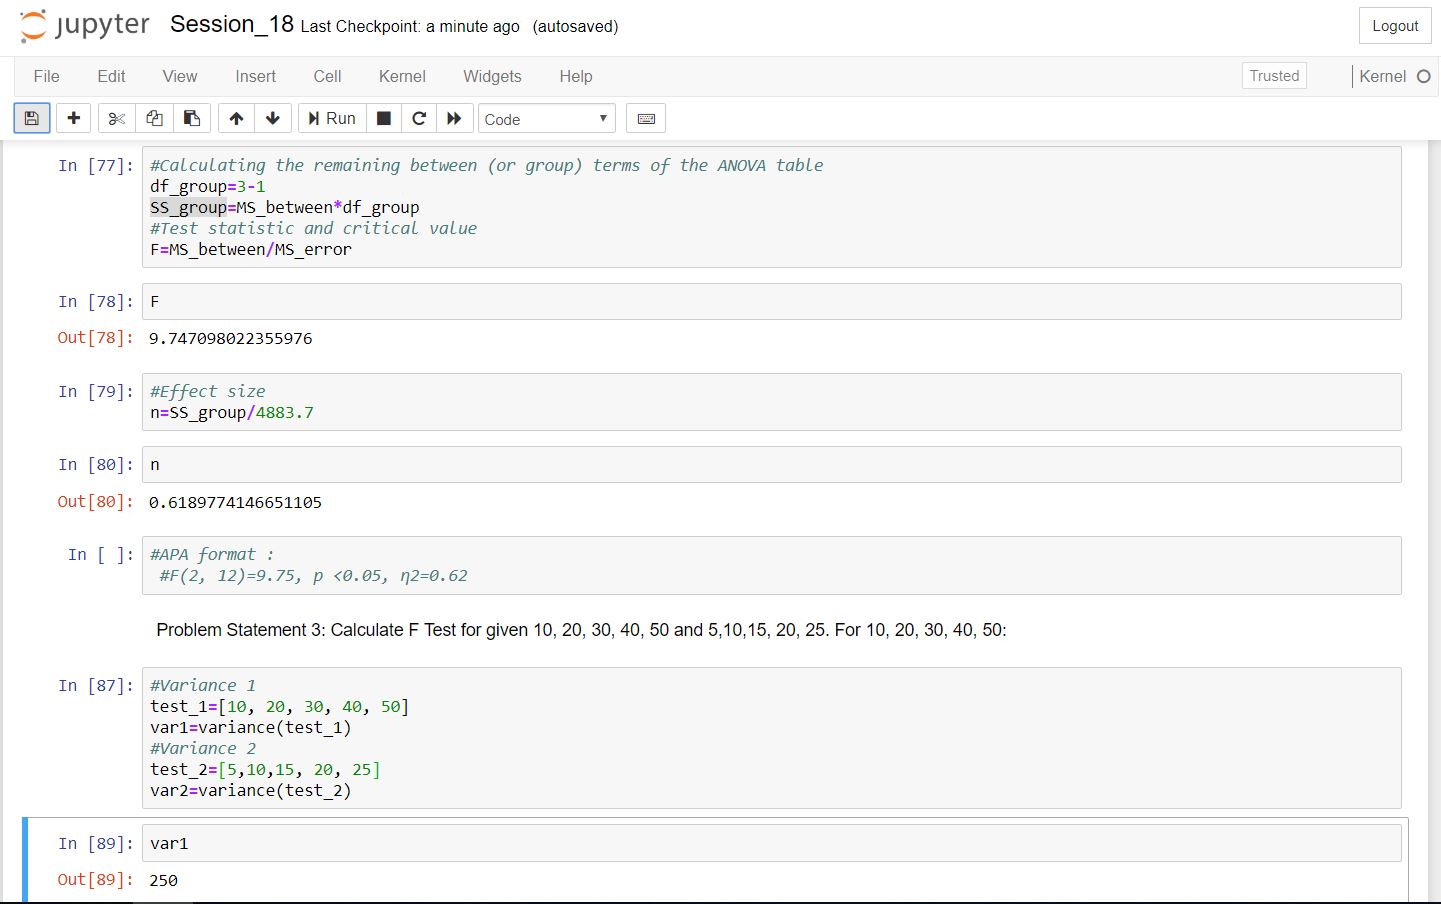 jupyter Session_18 Last Checkpoint: a minute ago (autosaved) Logout
File Edit View Insert Cell Kernel Widgets Help Trusted Kernel
Run Code
In [77]: #Calculating the remaining between (or group) terms of the ANOVA table
df_group=3-1
SS_group=MS_between*df_group
#Test statistic and critical value
F=MS_between/MS_error
In [78]: F
Out[78]: 9.747098022355976
In [79]: #Effect size
n=SS_group/4883.7
In [80]: n
Out[80]: 0.6189774146651105
In [ ]: #APA format :
#F(2, 12)=9.75, p <0.05, η2=0.62
Problem Statement 3: Calculate F Test for given 10, 20, 30, 40, 50 and 5,10,15, 20, 25. For 10, 20, 30, 40, 50:
In [87]: #Variance 1
test_1=[10, 20, 30, 40, 50]
var1=variance(test_1)
#Variance 2
test_2=[5,10,15, 20, 25]
var2=variance(test_2)
In [89]: var1
Out[89]: 250